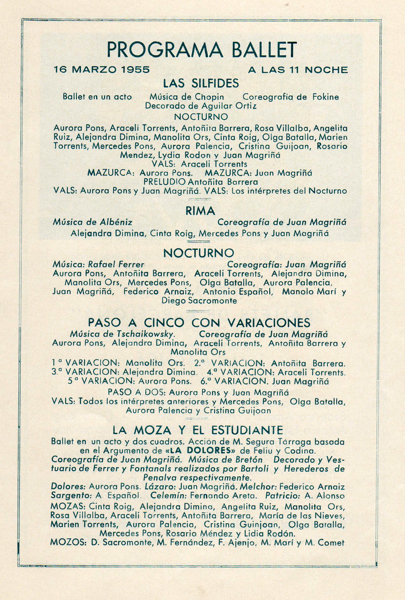 PROGRAMA BALLET
16 MARZO 1955 A LAS 11 NOCHE
LAS SILFIDES
Ballet en un acto Música de Chopin Coreografía de Fokine
Decorado de Aguilar Ortiz
NOCTURNO
Aurora Pons, Araceli Torrents, Antoñita Barrera, Rosa Villalba, Angelita
Ruiz, Alejandra Dimina, Manolita Ors, Cinta Roig, Olga Batalla, Marien
Torrents, Mercedes Pons, Aurora Palencia, Cristina Guijoan, Rosario
Mendez, Lydia Rodon y Juan Magriñá
VALS: Araceli Torrents
MAZURCA: Aurora Pons. MAZURCA: Juan Magriñá
PRELUDIO Antoñita Barrera
VALS: Aurora Pons y Juan Magriñá. VALS: Los intérpretes del Nocturno
RIMA
Música de Albéniz Coreografía de Juan Magriñá
Alejandra Dimina, Cinta Roig, Mercedes Pons y Juan Magriñá
NOCTURNO
Música: Rafael Ferrer Coreografía: Juan Magriñá
Aurora Pons, Antoñita Barrera, Araceli Torrents, Alejandra Dimina,
Manolita Ors, Mercedes Pons, Olga Batalla, Aurora Palencia.
Juan Magriñá, Federico Arnaiz, Antonio Español, Manolo Marí y
Diego Sacromonte
PASO A CINCO CON VARIACIONES
Música de Tschaikowsky. Coreografía de Juan Magriñá
Aurora Pons, Alejandra Dimina, Araceli Torrents, Antoñita Barrera y
Manolita Ors
1ª VARIACION: Manolita Ors. 2.ª VARIACION: Antoñita Barrera.
3.ª VARIACION: Alejandra Dimina. 4.ª VARIACION: Araceli Torrents.
5ª VARIACION: Aurora Pons. 6.ª VARIACION. Juan Magriñá
PASO A DOS: Aurora Pons y Juan Magriñá
VALS: Todos los intérpretes anteriores y Mercedes Pons, Olga Batalla,
Aurora Palencia y Cristina Guijoan
LA MOZA Y EL ESTUDIANTE
Ballet en un acto y dos cuadros, Acción de M. Segura Tárraga basada
en el Argumento de «LA DOLORES» de Feliu y Codina.
Coreografía de Juan Magriñá. Música de Bretón Decorado y Ves-
tuario de Ferrer y Fontanals realizados por Bartoli y Herederos de
Penalva respectivamente.
Dolores: Aurora Pons. Lázaro: Juan Magriñá. Melchor: Federico Arnaiz
Sargento: A. Español. Celemín: Fernando Areta. Patricio: A. Alonso
MOZAS: Cinta Roig, Alejandra Dimina, Angelita Ruiz, Manolita Ors,
Rosa Villalba, Araceli Torrents, Antoñita Barrera, María de las Nieves,
Marien Torrents, Aurora Palencia, Cristina Guinjoan, Olga Batalla,
Mercedes Pons, Rosario Méndez y Lidia Rodón.
MOZOS: D. Sacromonte, M. Fernández, F. Ajenjo, M. Marí y M. Comet